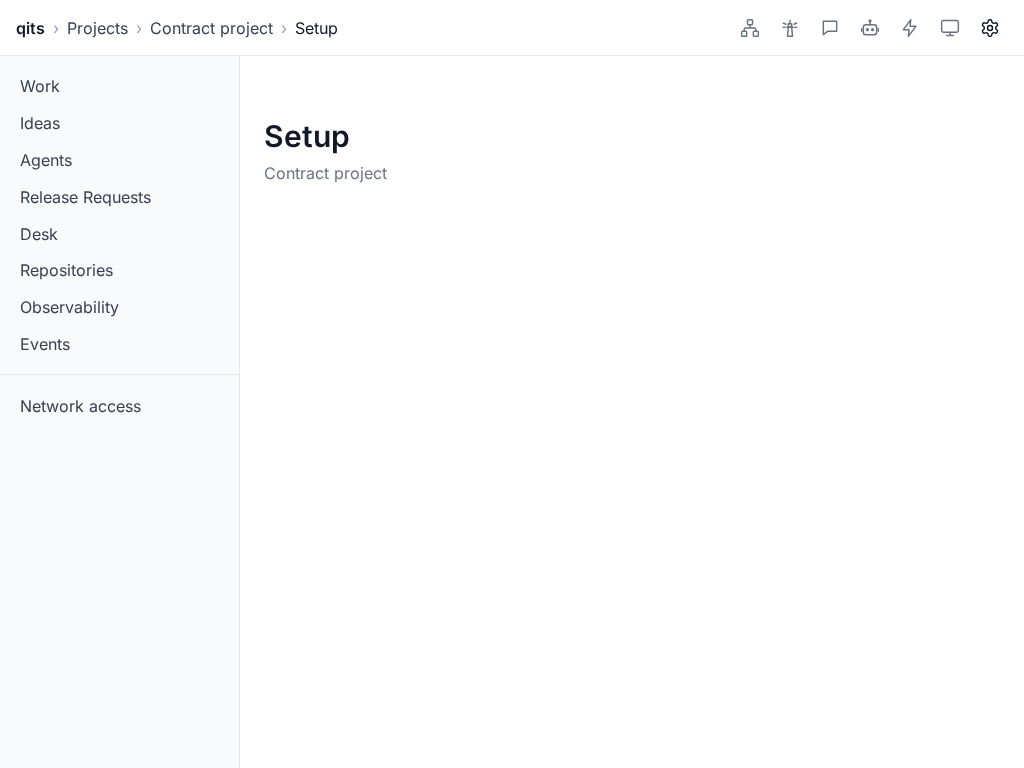 qits › Projects › Contract project › Setup
Work
Ideas
Agents
Release Requests
Desk
Repositories
Observability
Events
Network access
Setup
Contract project